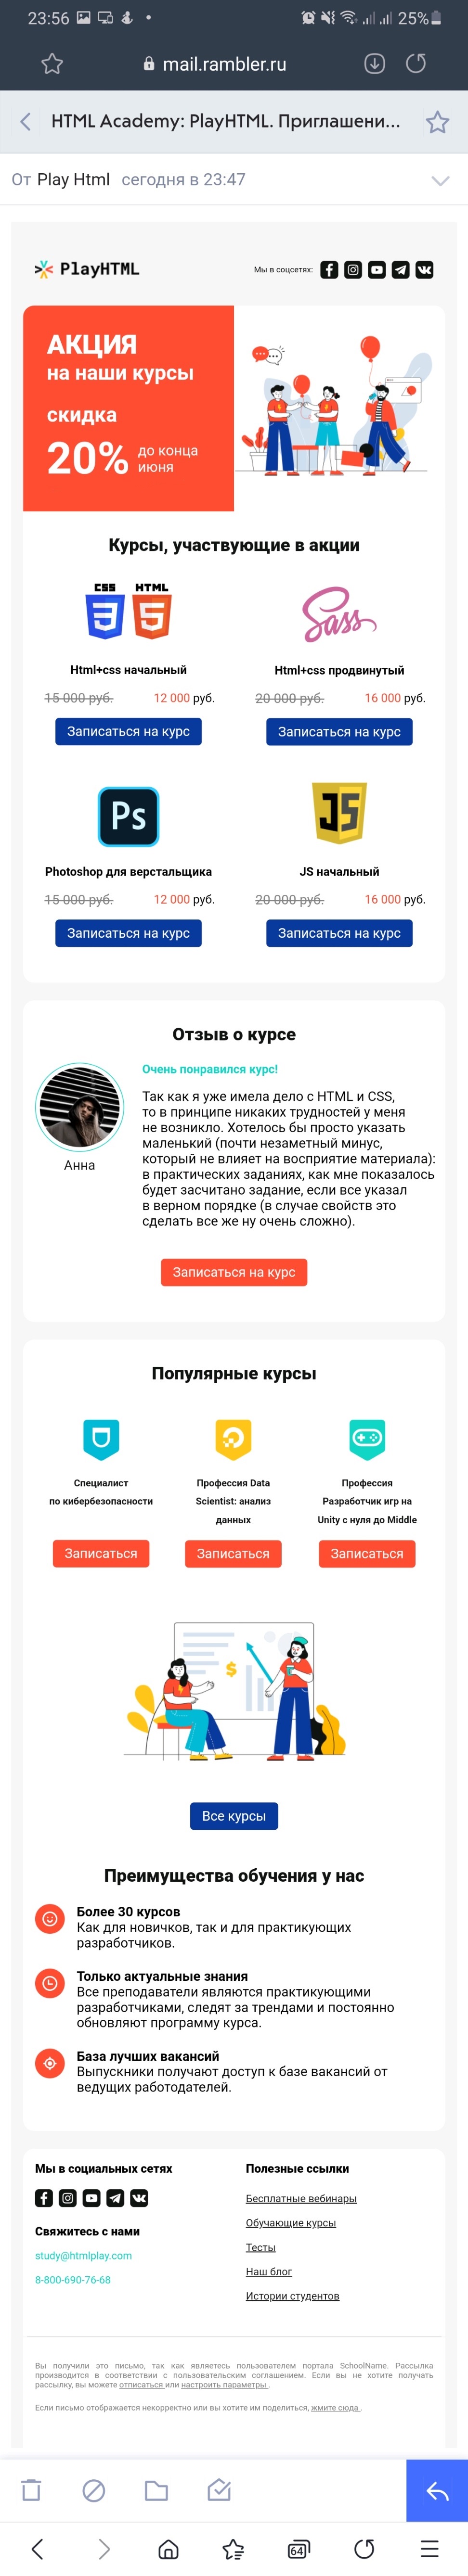 23:56
25%
mail.rambler.ru
HTML Academy: PlayHTML. Приглашени...
От Play Html сегодня в 23:47
PlayHTML
Мы в соцсетях:
АКЦИЯ
на наши курсы
скидка
20% до конца
июня
Курсы, участвующие в акции
CSS HTML
Sass
Html+css начальный
Html+css продвинутый
15 000 руб. 12 000 руб.
20 000 руб. 16 000 руб.
Записаться на курс
Записаться на курс
Ps
JS
Photoshop для верстальщика
JS начальный
15 000 руб. 12 000 руб.
20 000 руб. 16 000 руб.
Записаться на курс
Записаться на курс
Отзыв о курсе
Очень понравился курс!
Так как я уже имела дело с HTML и CSS,
то в принципе никаких трудностей у меня
не возникло. Хотелось бы просто указать
маленький (почти незаметный минус,
который не влияет на восприятие материала):
в практических заданиях, как мне показалось
будет засчитано задание, если все указал
в верном порядке (в случае свойств это
сделать все же ну очень сложно).
Анна
Записаться на курс
Популярные курсы
Специалист
по кибербезопасности
Профессия Data
Scientist: анализ
данных
Профессия
Разработчик игр на
Unity с нуля до Middle
Записаться
Записаться
Записаться
$
Все курсы
Преимущества обучения у нас
Более 30 курсов
Как для новичков, так и для практикующих
разработчиков.
Только актуальные знания
Все преподаватели являются практикующими
разработчиками, следят за трендами и постоянно
обновляют программу курса.
База лучших вакансий
Выпускники получают доступ к базе вакансий от
ведущих работодателей.
Мы в социальных сетях
Свяжитесь с нами
study@htmlplay.com
8-800-690-76-68
Полезные ссылки
Бесплатные вебинары
Обучающие курсы
Тесты
Наш блог
Истории студентов
Вы получили это письмо, так как являетесь пользователем портала SchoolName. Рассылка
производится в соответствии с пользовательским соглашением. Если вы не хотите получать
рассылку, вы можете отписаться или настроить параметры .
Если письмо отображается некорректно или вы хотите им поделиться, жмите сюда .
64